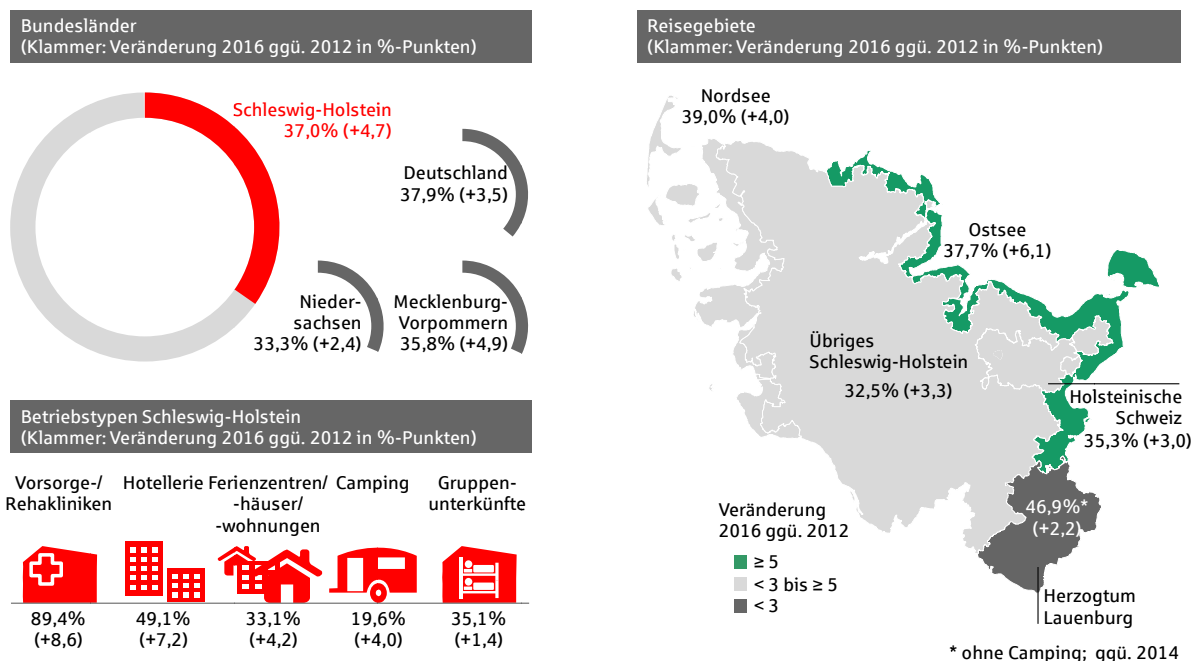 Bundesländer
(Klammer: Veränderung 2016 ggü. 2012 in %-Punkten)
Schleswig-Holstein
37,0% (+4,7)
Deutschland
37,9% (+3,5)
Nieder-
sachsen
33,3% (+2,4)
Mecklenburg-
Vorpommern
35,8% (+4,9)
Betriebstypen Schleswig-Holstein
(Klammer: Veränderung 2016 ggü. 2012 in %-Punkten)
Vorsorge-/
Rehakliniken
Hotellerie
Ferienzentren/
-häuser/
-wohnungen
Camping
Gruppen-
unterkünfte
89,4%
(+8,6)
49,1%
(+7,2)
33,1%
(+4,2)
19,6%
(+4,0)
35,1%
(+1,4)
Reisegebiete
(Klammer: Veränderung 2016 ggü. 2012 in %-Punkten)
Nordsee
39,0% (+4,0)
Ostsee
37,7% (+6,1)
Übriges
Schleswig-Holstein
32,5% (+3,3)
Holsteinische
Schweiz
35,3% (+3,0)
46,9%*
(+2,2)
Herzogtum
Lauenburg
Veränderung
2016 ggü. 2012
≥ 5
< 3 bis ≥ 5
< 3
* ohne Camping; ggü. 2014